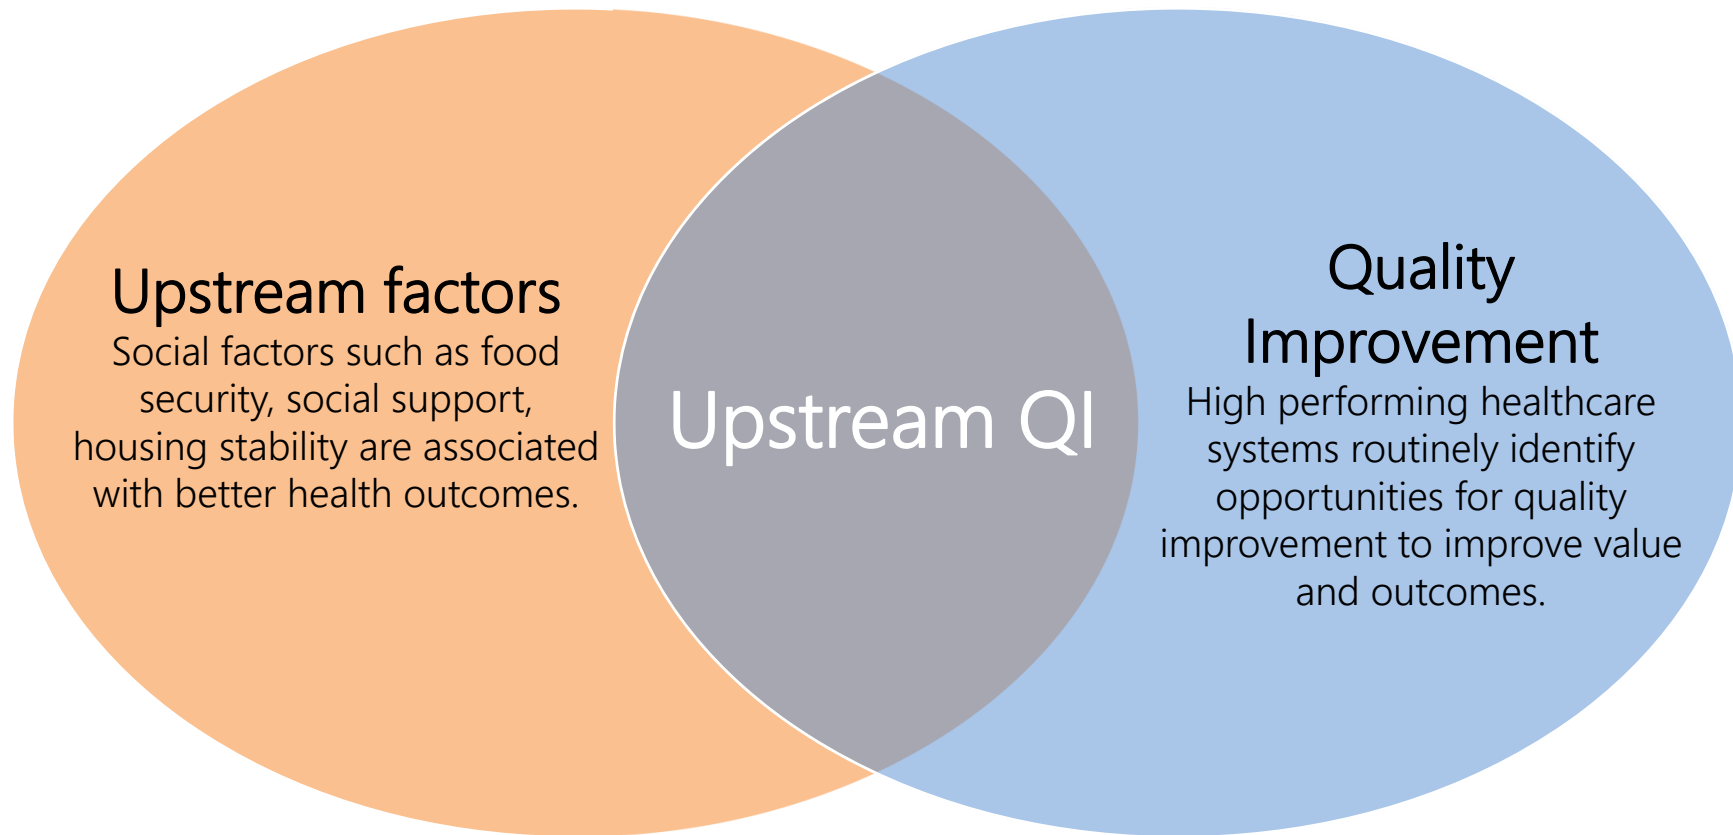 Upstream factors
Social factors such as food
security, social support,
housing stability are associated
with better health outcomes.
Upstream QI
Quality
Improvement
High performing healthcare
systems routinely identify
opportunities for quality
improvement to improve value
and outcomes.